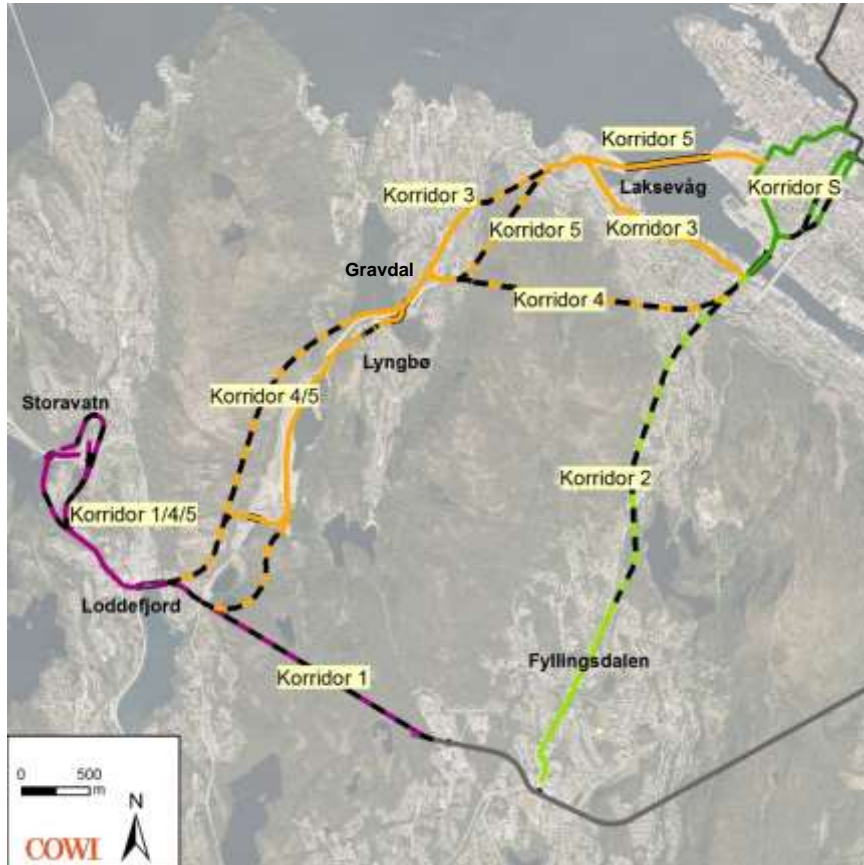 Korridor 5
Laksevåg
Korridor S
Korridor 3
Korridor 5
Korridor 3
Gravdal
Korridor 4
Lyngbø
Storavatn
Korridor 4/5
Korridor 2
Korridor 1/4/5
Loddefjord
Fyllingsdalen
Korridor 1
0 500
m
N
COWI